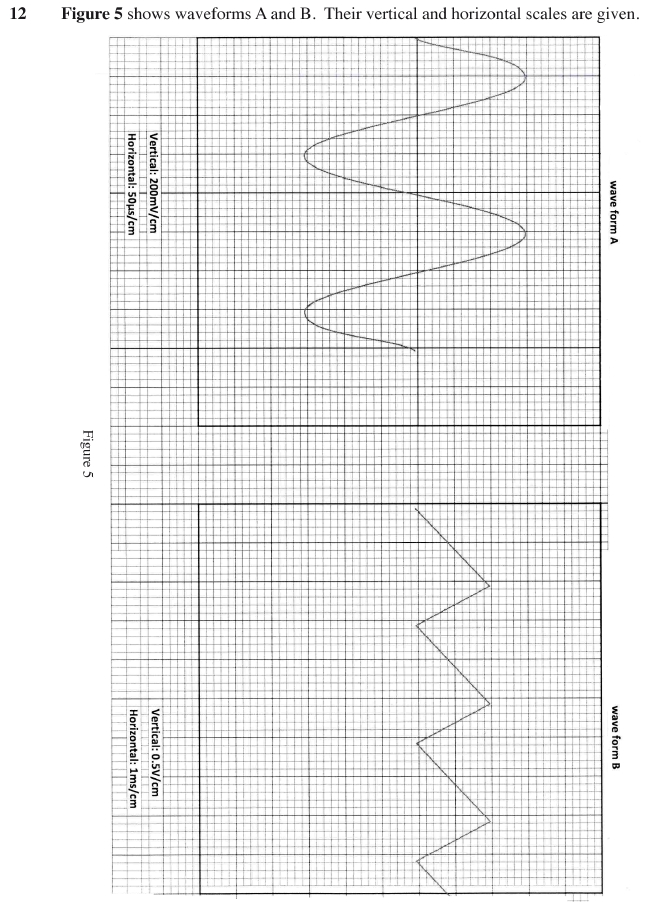 12 Figure 5 shows waveforms A and B. Their vertical and horizontal scales are given.
wave form A
Vertical: 200mV/cm
Horizontal: 50µs/cm
Figure 5
wave form B
Vertical: 0.5V/cm
Horizontal: 1ms/cm